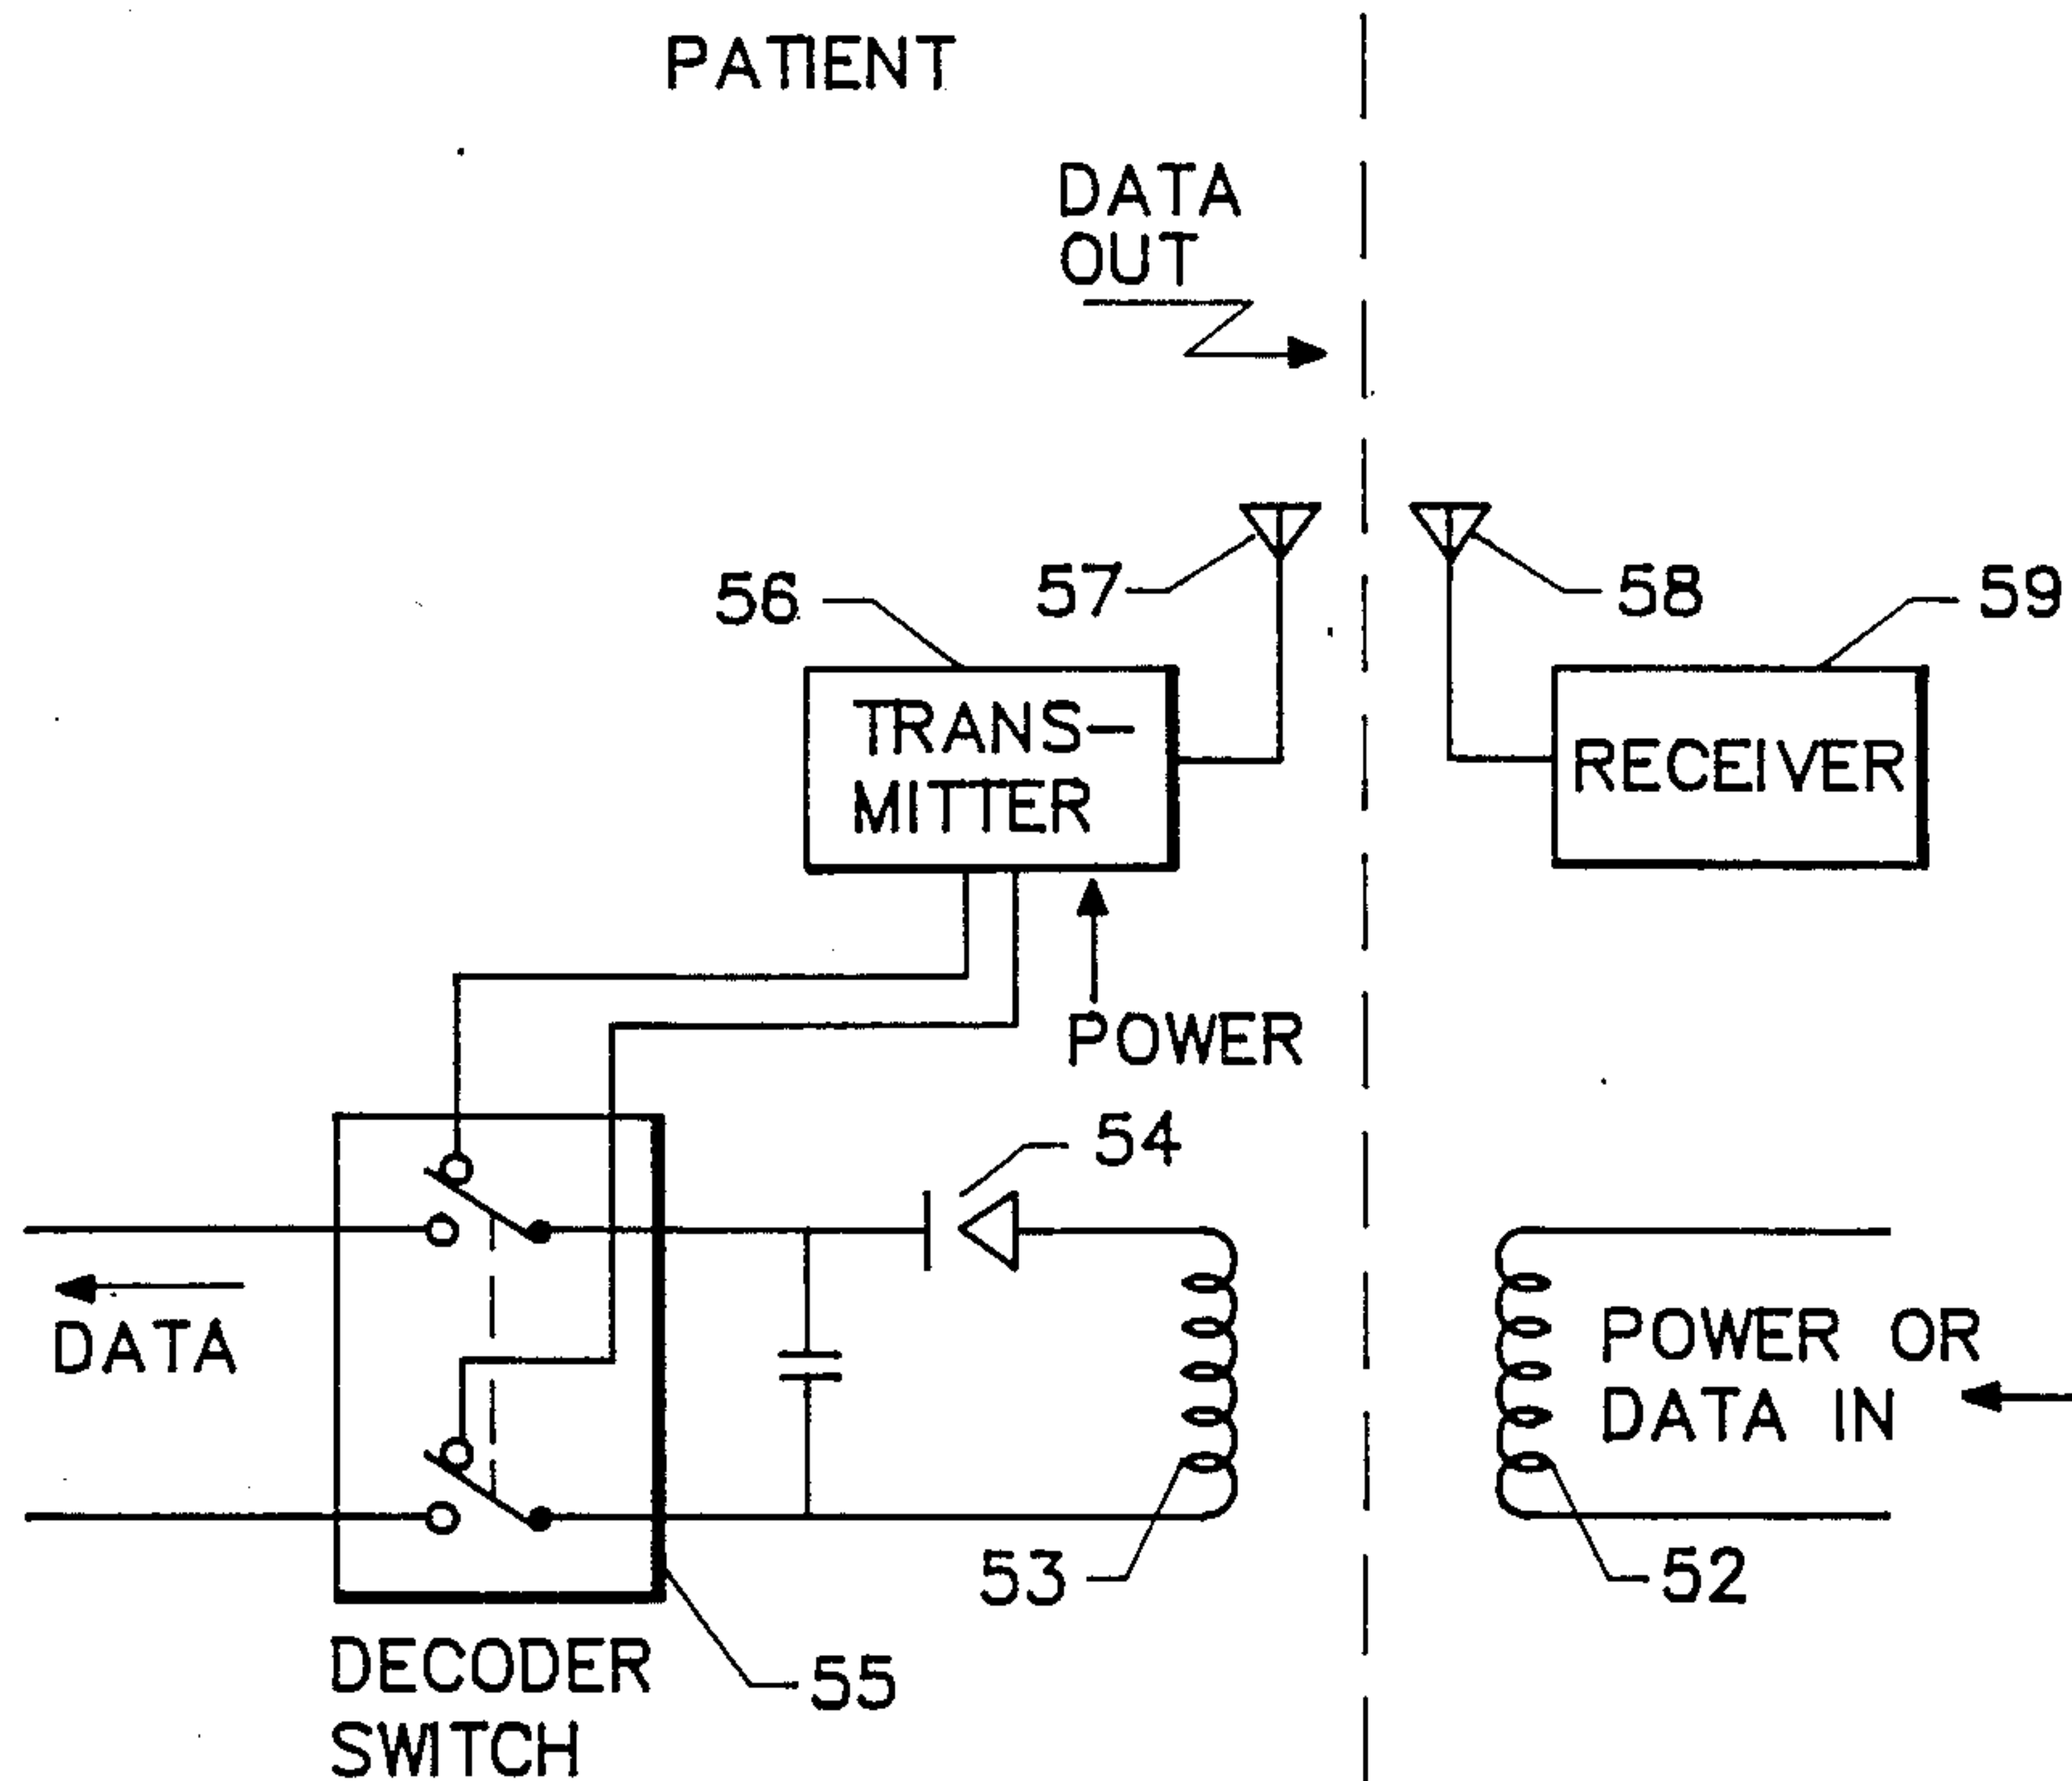 PATIENT
DATA
OUT
56
57
58
59
TRANS-
MITTER
RECEIVER
POWER
54
DATA
POWER OR
DATA IN
53
52
55
DECODER
SWITCH